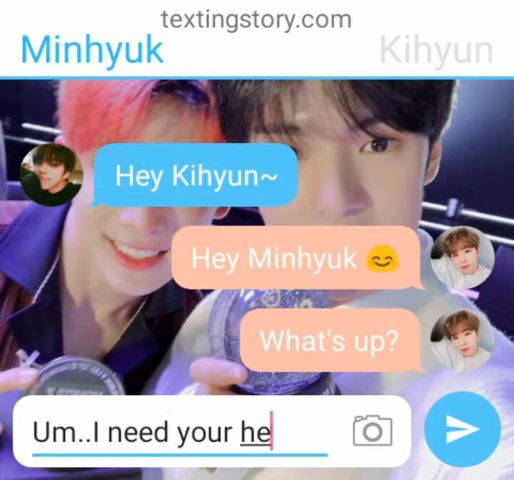 textingstory.com
Minhyuk Kihyun
Hey Kihyun~
Hey Minhyuk 😊
What's up?
Um..I need your he